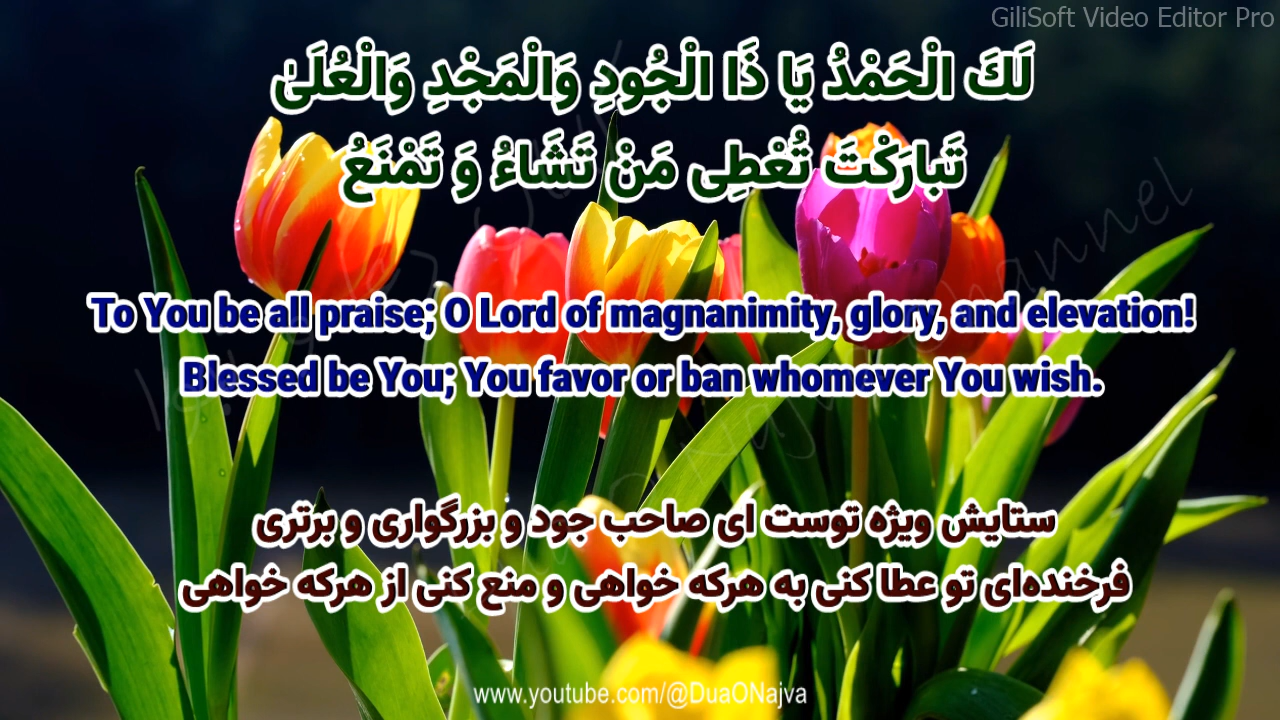 GiliSoft Video Editor Pro
لَكَ الْحَمْدُ يَا ذَا الْجُودِ وَالْمَجْدِ وَالْعُلَىٰ
تَبارَكْتَ تُعْطِی مَنْ تَشَاءُ وَ تَمْنَعُ
To You be all praise; O Lord of magnanimity, glory, and elevation!
Blessed be You; You favor or ban whomever You wish.
ستایش ویژه توست ای صاحب جود و بزرگواری و برتری
فرخنده‌ای تو عطا کنی به هرکه خواهی و منع کنی از هرکه خواهی
www.youtube.com/@DuaONajva